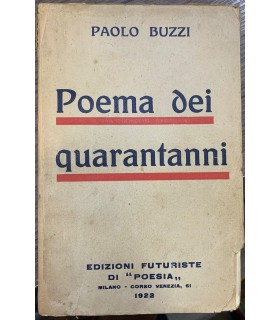 PAOLO BUZZI
Poema dei
quarantanni
EDIZIONI FUTURISTE
DI "POESIA„
MILANO - CORSO VENEZIA, 61
1922